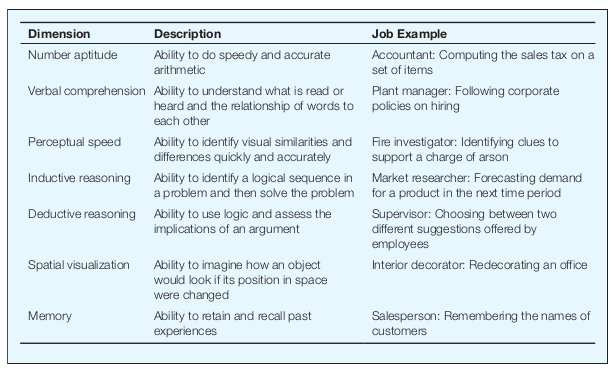 Dimension Description Job Example
Number aptitude Ability to do speedy and accurate Accountant: Computing the sales tax on a
arithmetic set of items
Verbal comprehension Ability to understand what is read or Plant manager: Following corporate
heard and the relationship of words to policies on hiring
each other
Perceptual speed Ability to identify visual similarities and Fire investigator: Identifying clues to
differences quickly and accurately support a charge of arson
Inductive reasoning Ability to identify a logical sequence in Market researcher: Forecasting demand
a problem and then solve the problem for a product in the next time period
Deductive reasoning Ability to use logic and assess the Supervisor: Choosing between two
implications of an argument different suggestions offered by
employees
Spatial visualization Ability to imagine how an object Interior decorator: Redecorating an office
would look if its position in space
were changed
Memory Ability to retain and recall past Salesperson: Remembering the names of
experiences customers